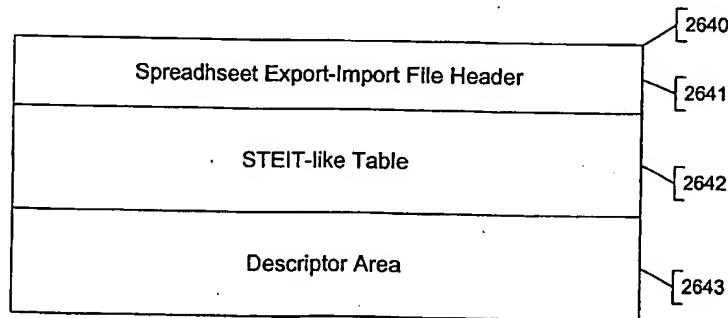 2640
Spreadhseet Export-Import File Header
2641
STEIT-like Table
2642
Descriptor Area
2643